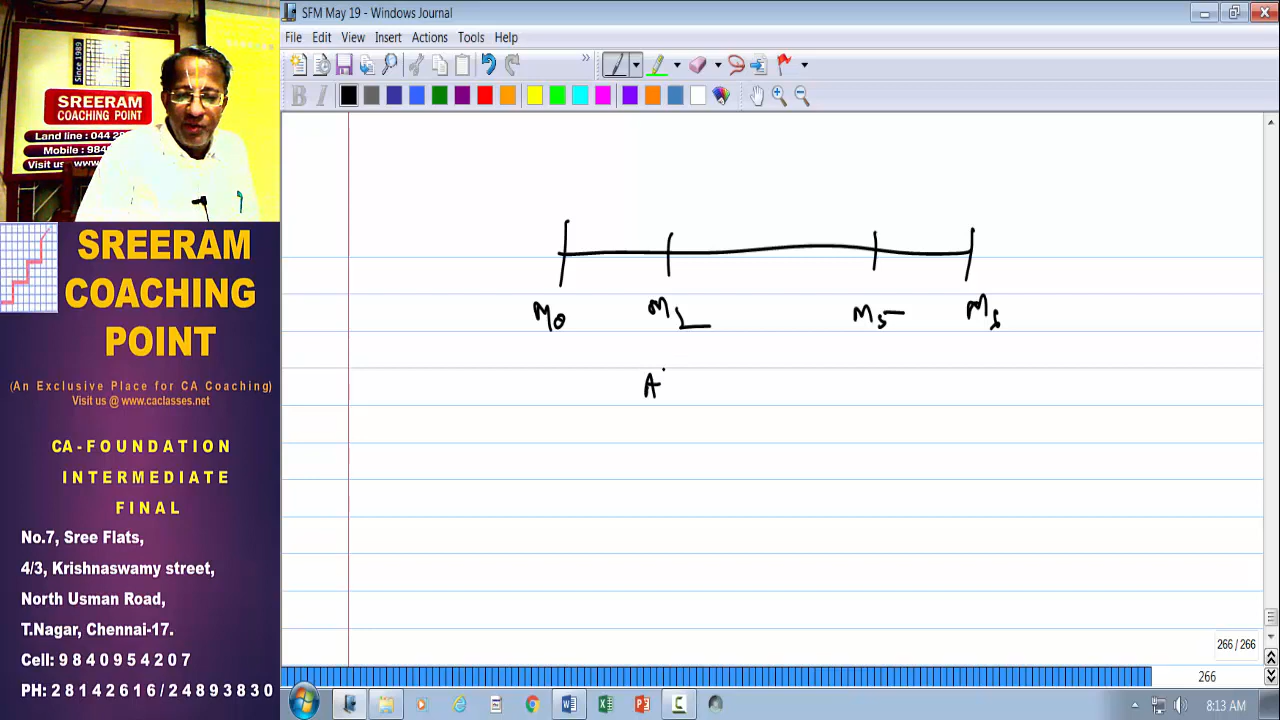 SFM May 19 - Windows Journal
File Edit View Insert Actions Tools Help
Since 1989
SREERAM
COACHING POINT
Land line : 044 28
Mobile : 984
Visit us : www
SREERAM
COACHING
POINT
(An Exclusive Place for CA Coaching)
Visit us @ www.caclasses.net
CA-FOUNDATION
INTERMEDIATE
FINAL
No.7, Sree Flats,
4/3, Krishnaswamy street,
North Usman Road,
T.Nagar, Chennai-17.
Cell: 9840954207
PH: 28142616/24893830
M0 M2 M5 M6
A
266 / 266
266
8:13 AM